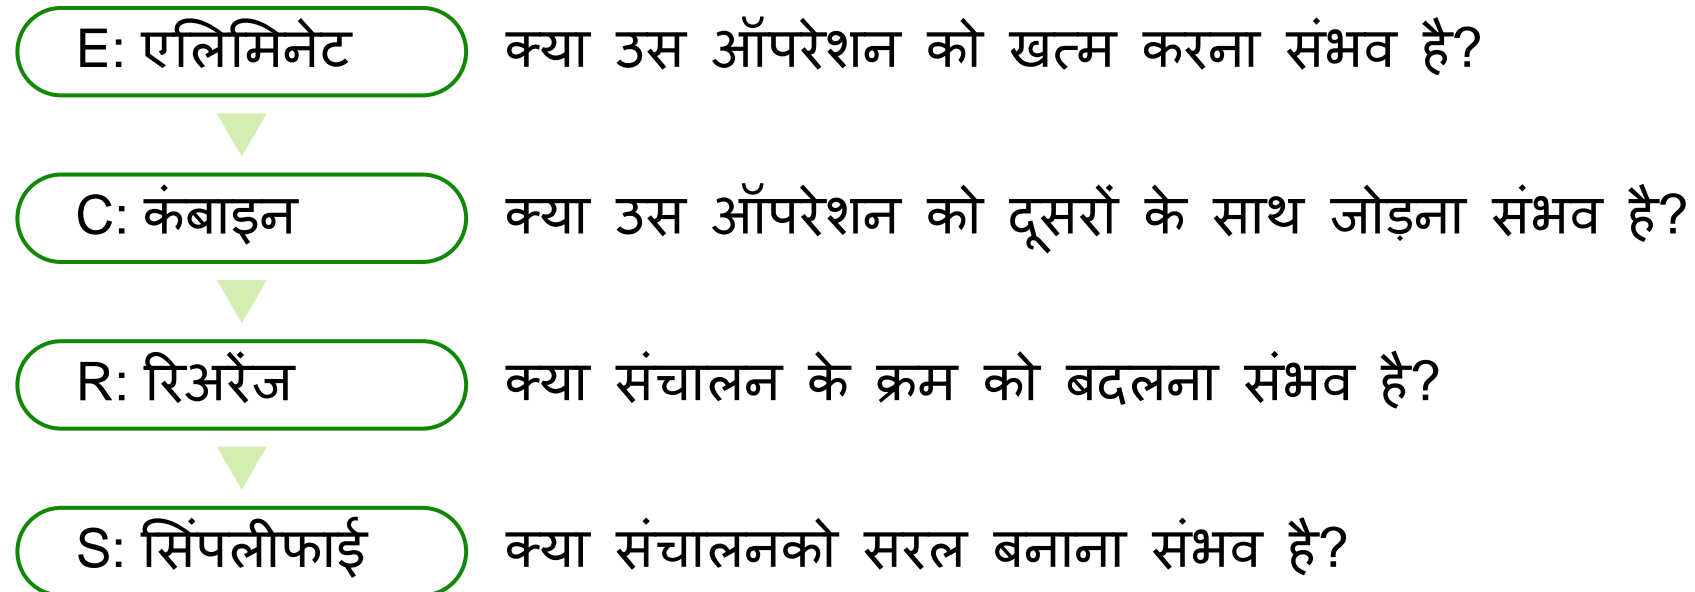 E: एलिमिनेट क्या उस ऑपरेशन को खत्म करना संभव है?
C: कंबाइन क्या उस ऑपरेशन को दूसरों के साथ जोड़ना संभव है?
R: रिअरेंज क्या संचालन के क्रम को बदलना संभव है?
S: सिंपलीफाई क्या संचालनको सरल बनाना संभव है?